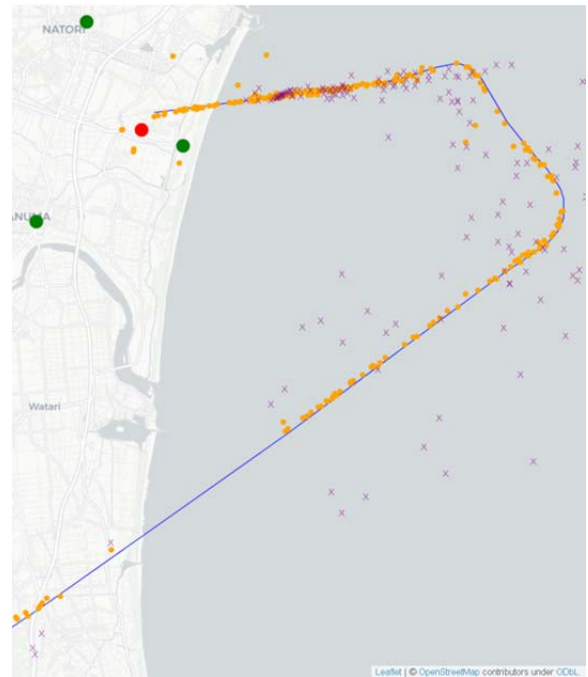 NATORI
ANUMA
Watari
Leaflet | © OpenStreetMap contributors under ODbL.